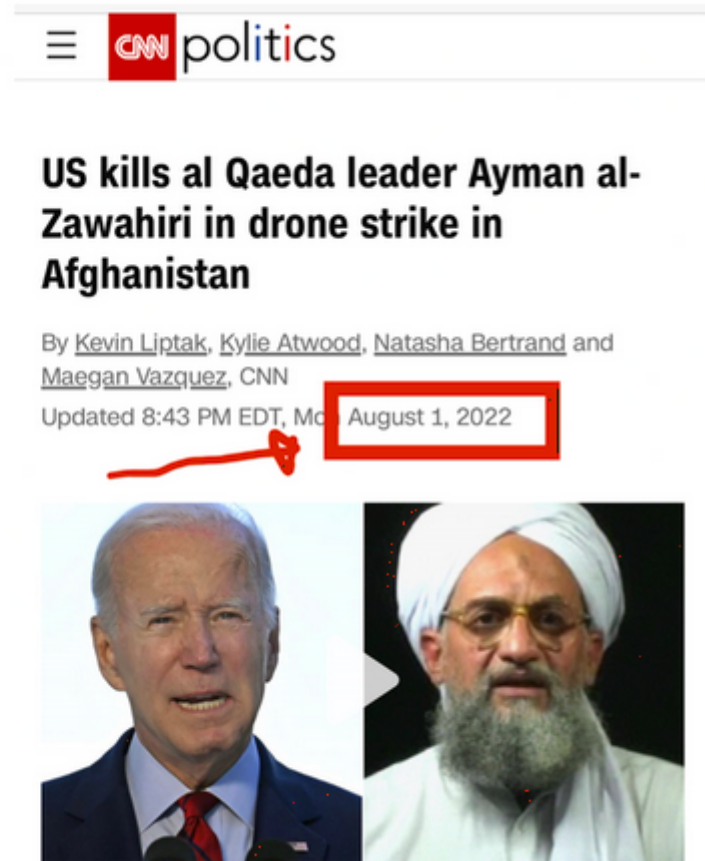 CNN politics
US kills al Qaeda leader Ayman al-
Zawahiri in drone strike in
Afghanistan
By Kevin Liptak, Kylie Atwood, Natasha Bertrand and
Maegan Vazquez, CNN
Updated 8:43 PM EDT, Mo August 1, 2022